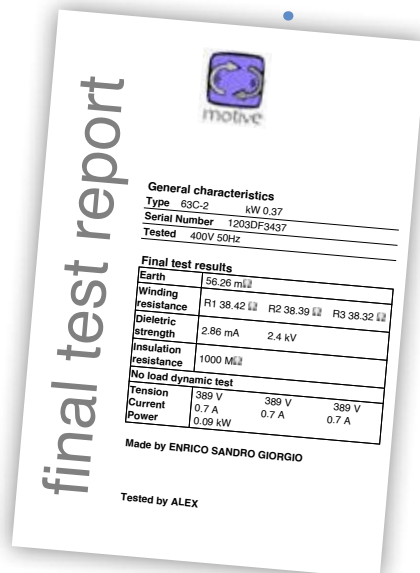 final test report
motive
General characteristics
Type 63C-2 kW 0.37
Serial Number 1203DF3437
Tested 400V 50Hz
Final test results
Earth 56.26 mΩ
Winding resistance R1 38.42 Ω R2 38.39 Ω R3 38.32 Ω
Dieletric strength 2.86 mA 2.4 kV
Insulation resistance 1000 MΩ
No load dynamic test
Tension 389 V 389 V 389 V
Current 0.7 A 0.7 A 0.7 A
Power 0.09 kW
Made by ENRICO SANDRO GIORGIO
Tested by ALEX